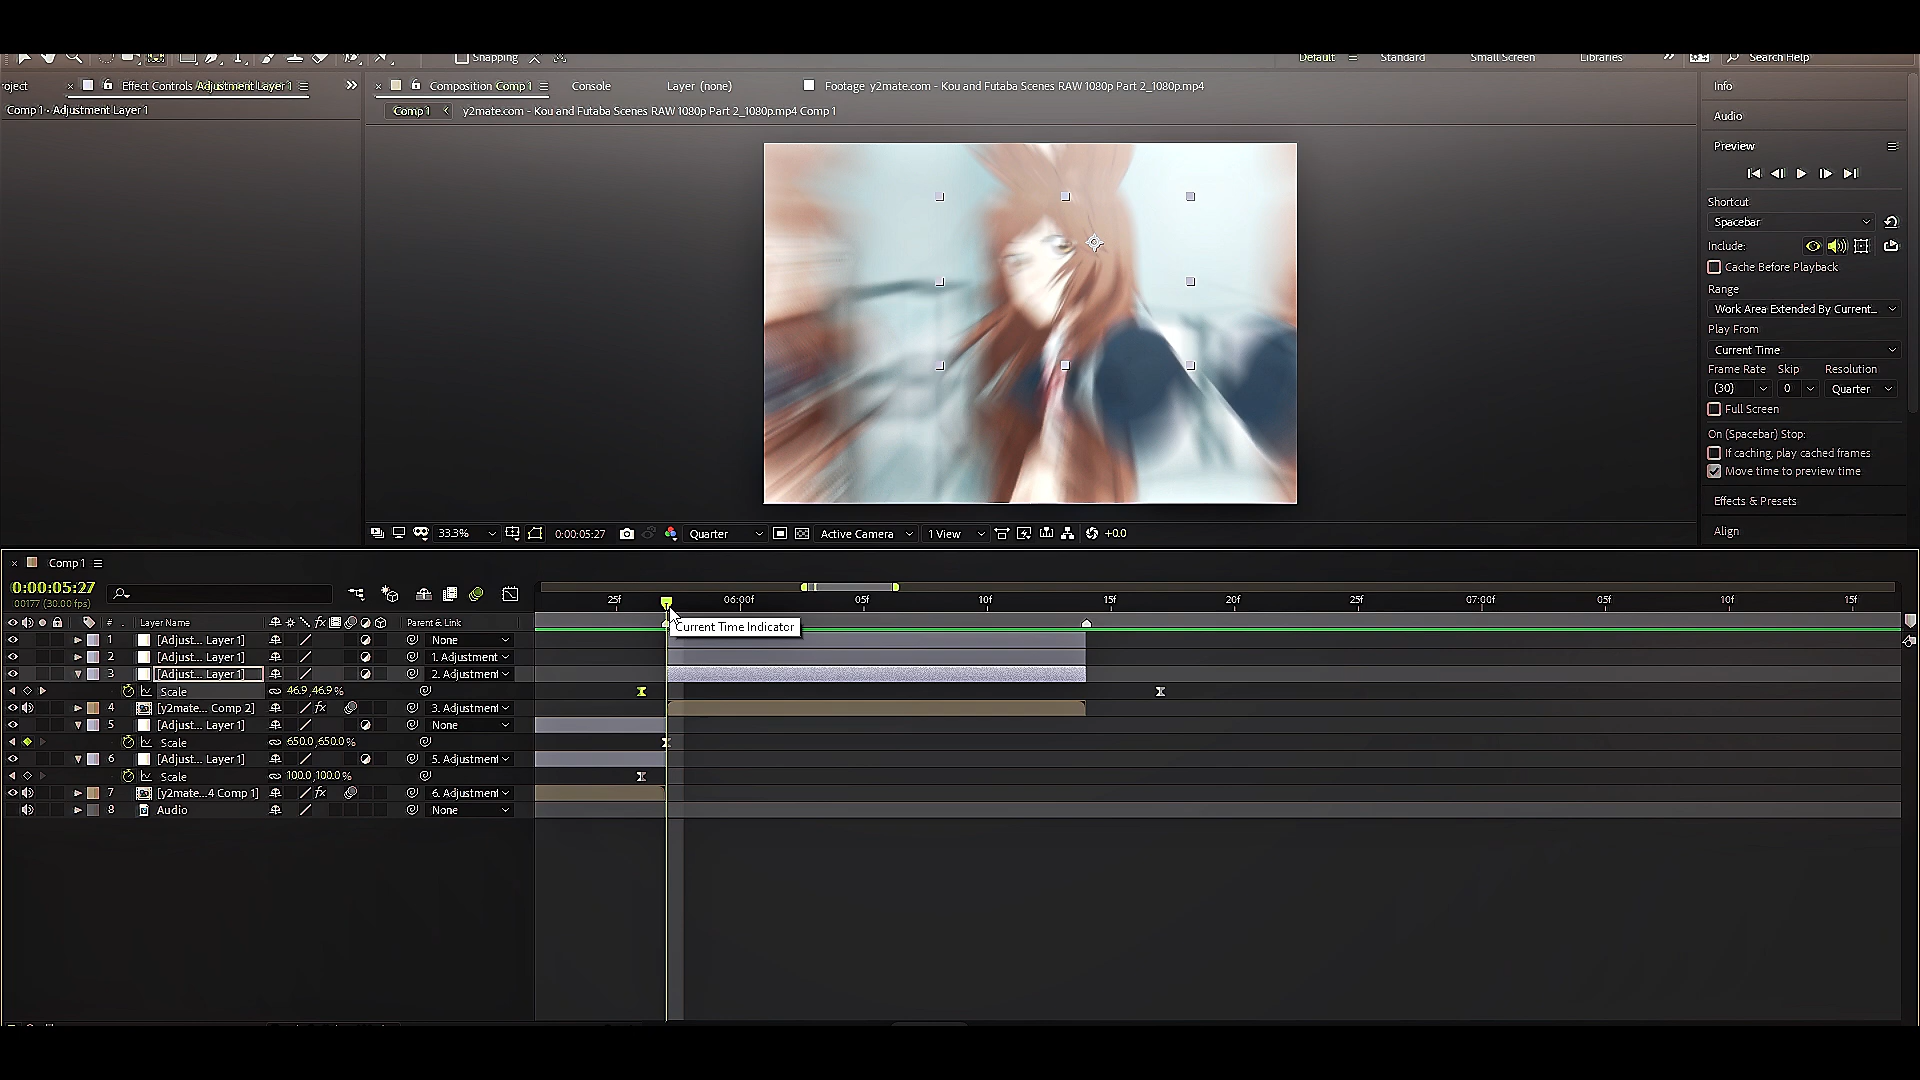 Snapping
Default
Standard
Small Screen
Libraries
Search Help
oject
Effect Controls Adjustment Layer 1
Composition Comp 1
Console
Layer (none)
Footage y2mate.com - Kou and Futaba Scenes RAW 1080p Part 2_1080p.mp4
Info
Comp 1 - Adjustment Layer 1
Comp 1
y2mate.com - Kou and Futaba Scenes RAW 1080p Part 2_1080p.mp4 Comp 1
Audio
Preview
Shortcut
Spacebar
Include:
Cache Before Playback
Range
Work Area Extended By Current...
Play From
Current Time
Frame Rate Skip Resolution
(30) 0 Quarter
Full Screen
On (Spacebar) Stop:
If caching, play cached frames
Move time to preview time
Effects & Presets
Align
33.3%
0:00:05:27
Quarter
Active Camera
1 View
+0.0
Comp 1
0:00:05:27
00177 (30.00 fps)
25f 06:00f 05f 10f 15f 20f 25f 07:00f 05f 10f 15f
# . Layer Name Parent & Link
Current Time Indicator
1 [Adjust... Layer 1] None
2 [Adjust... Layer 1] 1. Adjustment
3 [Adjust... Layer 1] 2. Adjustment
Scale 46.9,46.9%
4 [y2mate... Comp 2] fx 3. Adjustment
5 [Adjust... Layer 1] None
Scale 650.0,650.0%
6 [Adjust... Layer 1] 5. Adjustment
Scale 100.0,100.0%
7 [y2mate...4 Comp 1] fx 6. Adjustment
8 Audio None